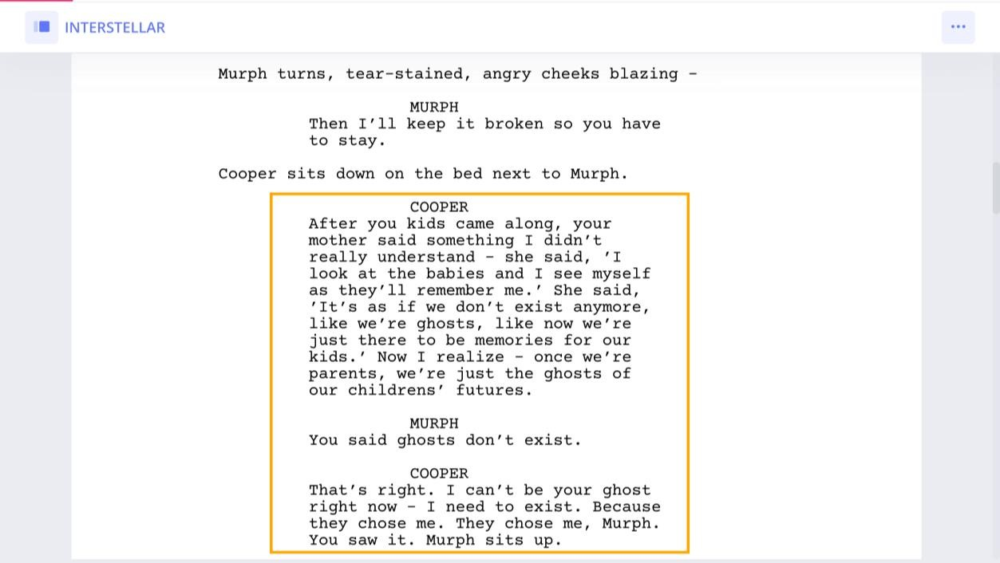 INTERSTELLAR
Murph turns, tear-stained, angry cheeks blazing -
MURPH
Then I'll keep it broken so you have
to stay.
Cooper sits down on the bed next to Murph.
COOPER
After you kids came along, your
mother said something I didn't
really understand - she said, 'I
look at the babies and I see myself
as they'll remember me.' She said,
'It's as if we don't exist anymore,
like we're ghosts, like now we're
just there to be memories for our
kids.' Now I realize - once we're
parents, we're just the ghosts of
our childrens' futures.
MURPH
You said ghosts don't exist.
COOPER
That's right. I can't be your ghost
right now - I need to exist. Because
they chose me. They chose me, Murph.
You saw it. Murph sits up.